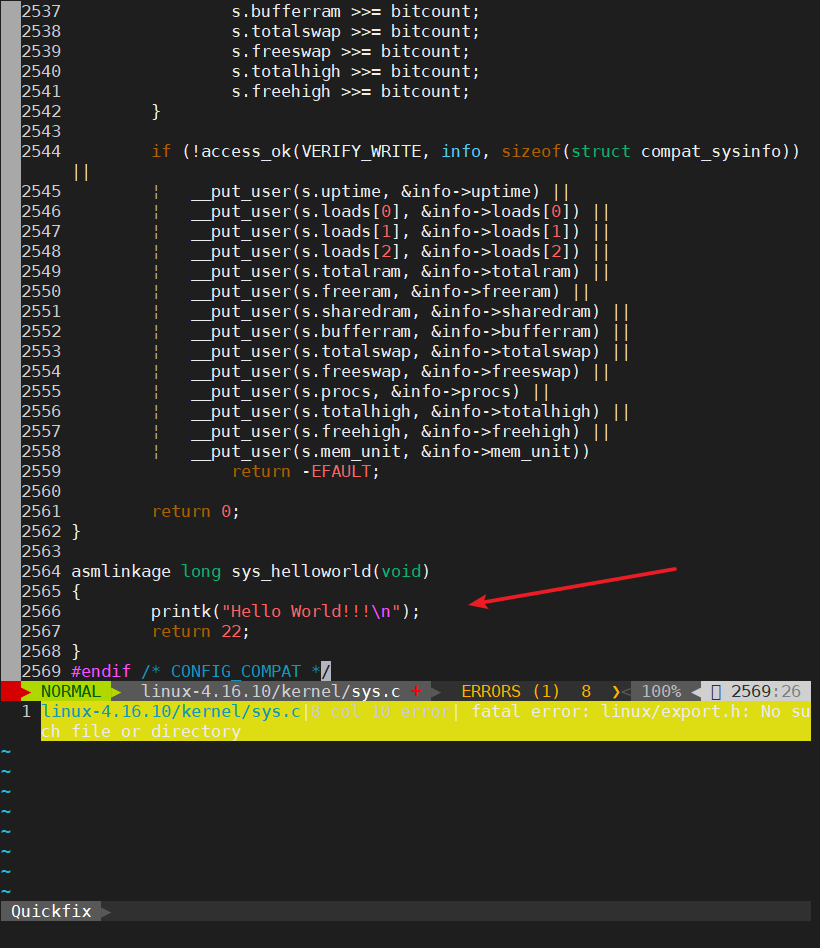 2537 s.bufferram >>= bitcount;
2538 s.totalswap >>= bitcount;
2539 s.freeswap >>= bitcount;
2540 s.totalhigh >>= bitcount;
2541 s.freehigh >>= bitcount;
2542 }
2543
2544 if (!access_ok(VERIFY_WRITE, info, sizeof(struct compat_sysinfo))
||
2545 ¦ __put_user(s.uptime, &info->uptime) ||
2546 ¦ __put_user(s.loads[0], &info->loads[0]) ||
2547 ¦ __put_user(s.loads[1], &info->loads[1]) ||
2548 ¦ __put_user(s.loads[2], &info->loads[2]) ||
2549 ¦ __put_user(s.totalram, &info->totalram) ||
2550 ¦ __put_user(s.freeram, &info->freeram) ||
2551 ¦ __put_user(s.sharedram, &info->sharedram) ||
2552 ¦ __put_user(s.bufferram, &info->bufferram) ||
2553 ¦ __put_user(s.totalswap, &info->totalswap) ||
2554 ¦ __put_user(s.freeswap, &info->freeswap) ||
2555 ¦ __put_user(s.procs, &info->procs) ||
2556 ¦ __put_user(s.totalhigh, &info->totalhigh) ||
2557 ¦ __put_user(s.freehigh, &info->freehigh) ||
2558 ¦ __put_user(s.mem_unit, &info->mem_unit))
2559 return -EFAULT;
2560
2561 return 0;
2562 }
2563
2564 asmlinkage long sys_helloworld(void)
2565 {
2566 printk("Hello World!!!\n");
2567 return 22;
2568 }
2569 #endif /* CONFIG_COMPAT */
NORMAL linux-4.16.10/kernel/sys.c + ERRORS (1) 8 ❯< 100% 2569:26
1 linux-4.16.10/kernel/sys.c|8 col 10 error| fatal error: linux/export.h: No su
ch file or directory
~
~
~
~
~
~
~
~
Quickfix